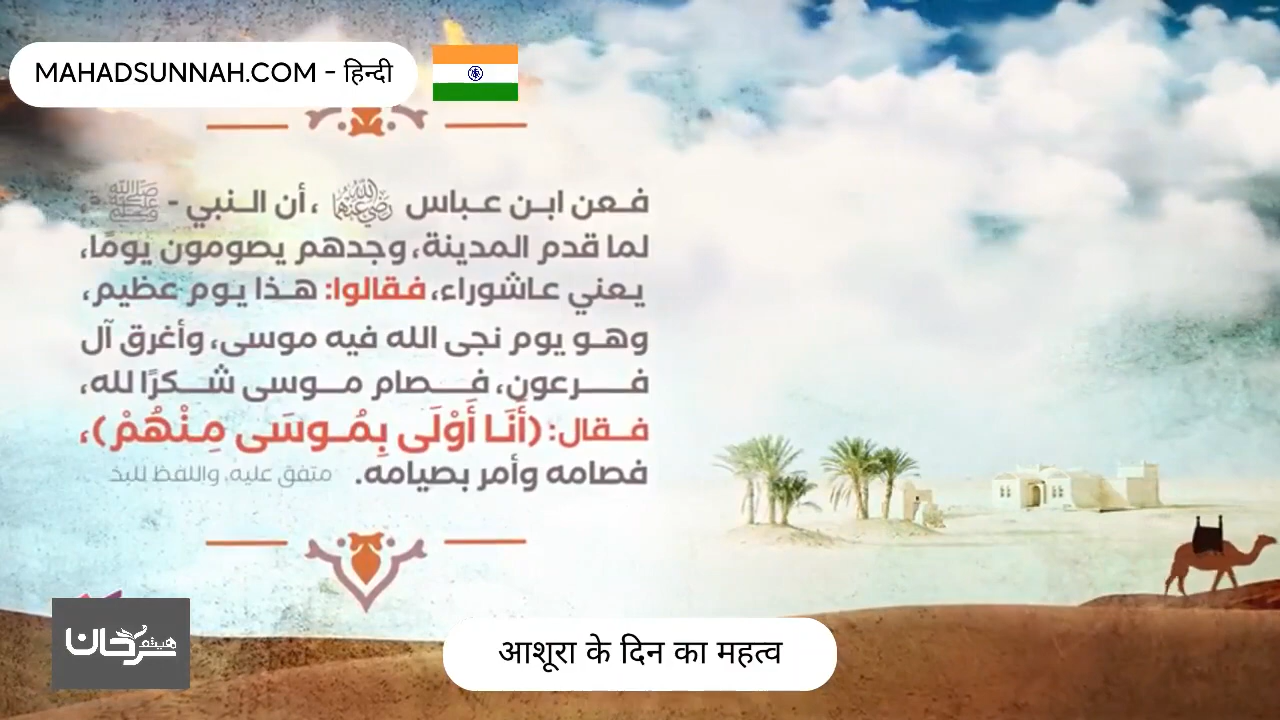 MAHADSUNNAH.COM - हिन्दी
فعن ابن عباس رضي الله عنهما، أن النبي - ﷺ -،
لما قدم المدينة، وجدهم يصومون يومًا،
يعني عاشوراء، فقالوا: هذا يوم عظيم،
وهو يوم نجى الله فيه موسى، وأغرق آل
فرعون، فصام موسى شكرًا لله،
فقال: (أَنَا أَوْلَى بِمُوسَى مِنْهُمْ)،
فصامه وأمر بصيامه. متفق عليه، واللفظ للبخ
आशूरा के दिन का महत्व